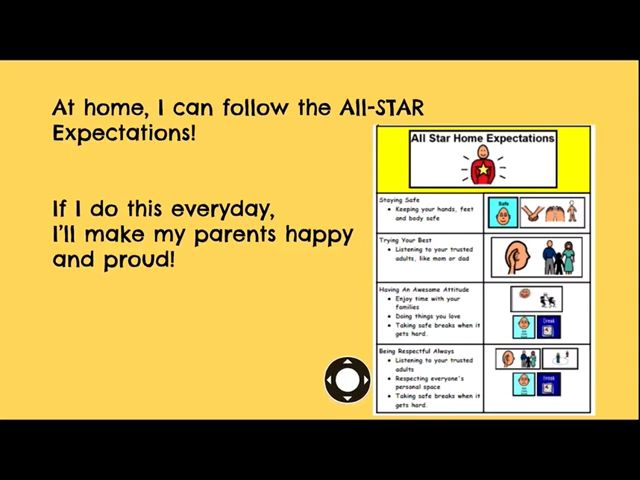 At home, I can follow the All-STAR
Expectations!
If I do this everyday,
I'll make my parents happy
and proud!
All Star Home Expectations
Staying Safe
• Keeping your hands, feet
and body safe
Safe
Trying Your Best
• Listening to your trusted
adults, like mom or dad
Having An Awesome Attitude
• Enjoy time with your
families
• Doing things you love
• Taking safe breaks when it
gets hard.
Break
Being Respectful Always
• Listening to your trusted
adults
• Respecting everyone's
personal space
• Taking safe breaks when it
gets hard.
Break